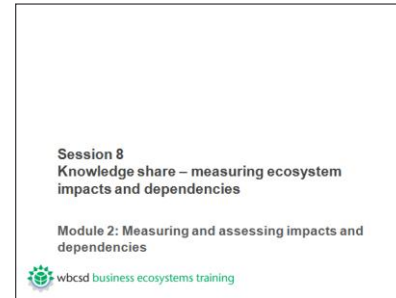 Session 8
Knowledge share – measuring ecosystem
impacts and dependencies
Module 2: Measuring and assessing impacts and
dependencies
wbcsd business ecosystems training